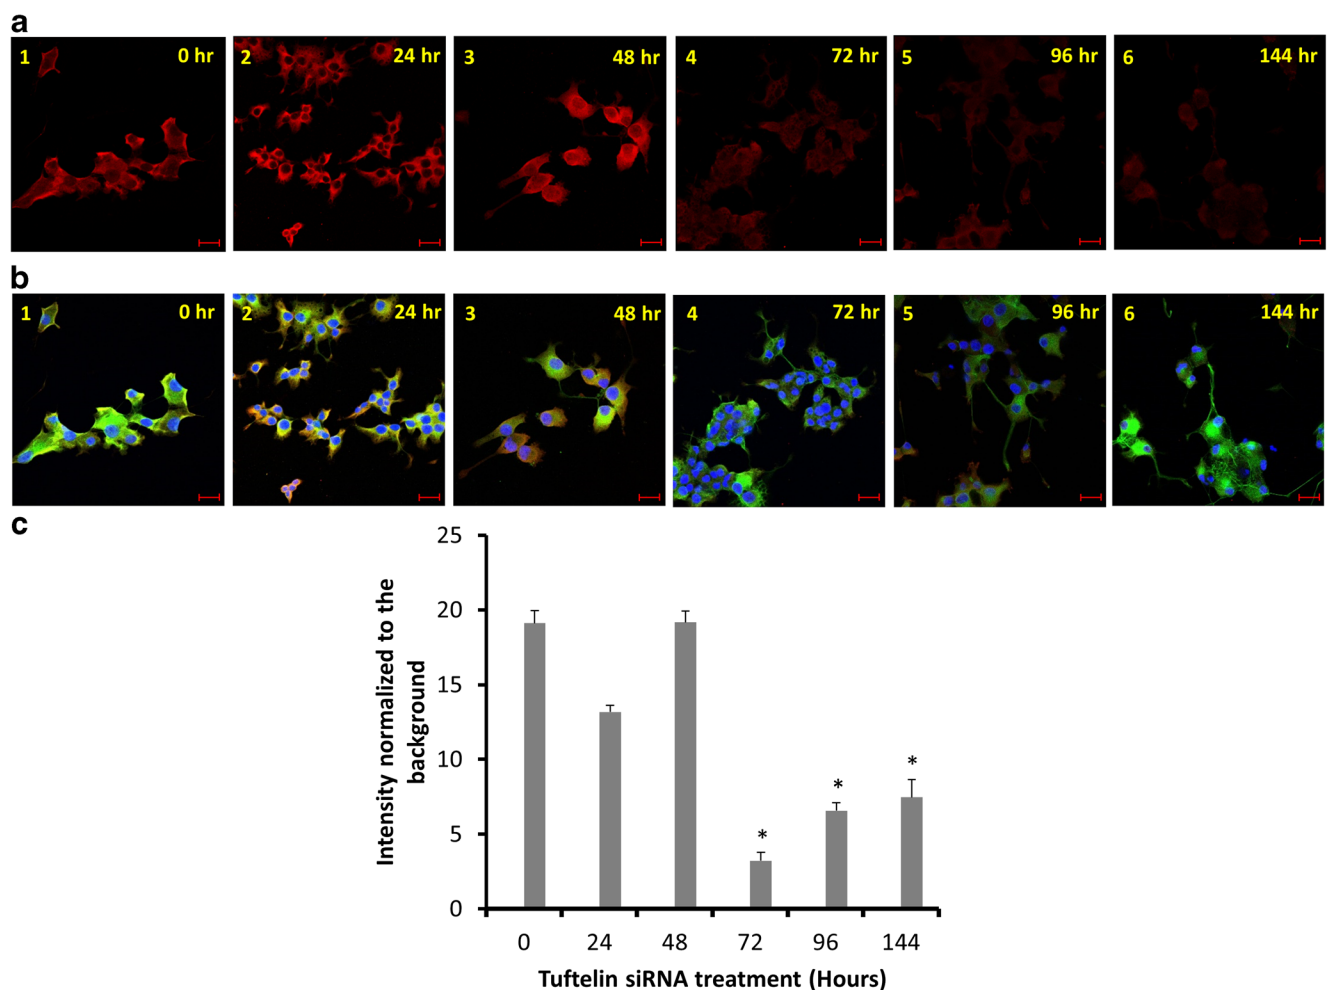 a
1 0 hr 2 24 hr 3 48 hr 4 72 hr 5 96 hr 6 144 hr
b
1 0 hr 2 24 hr 3 48 hr 4 72 hr 5 96 hr 6 144 hr
c
Intensity normalized to the
background
25
20
15
10
5
0
* * *
0 24 48 72 96 144
Tuftelin siRNA treatment (Hours)